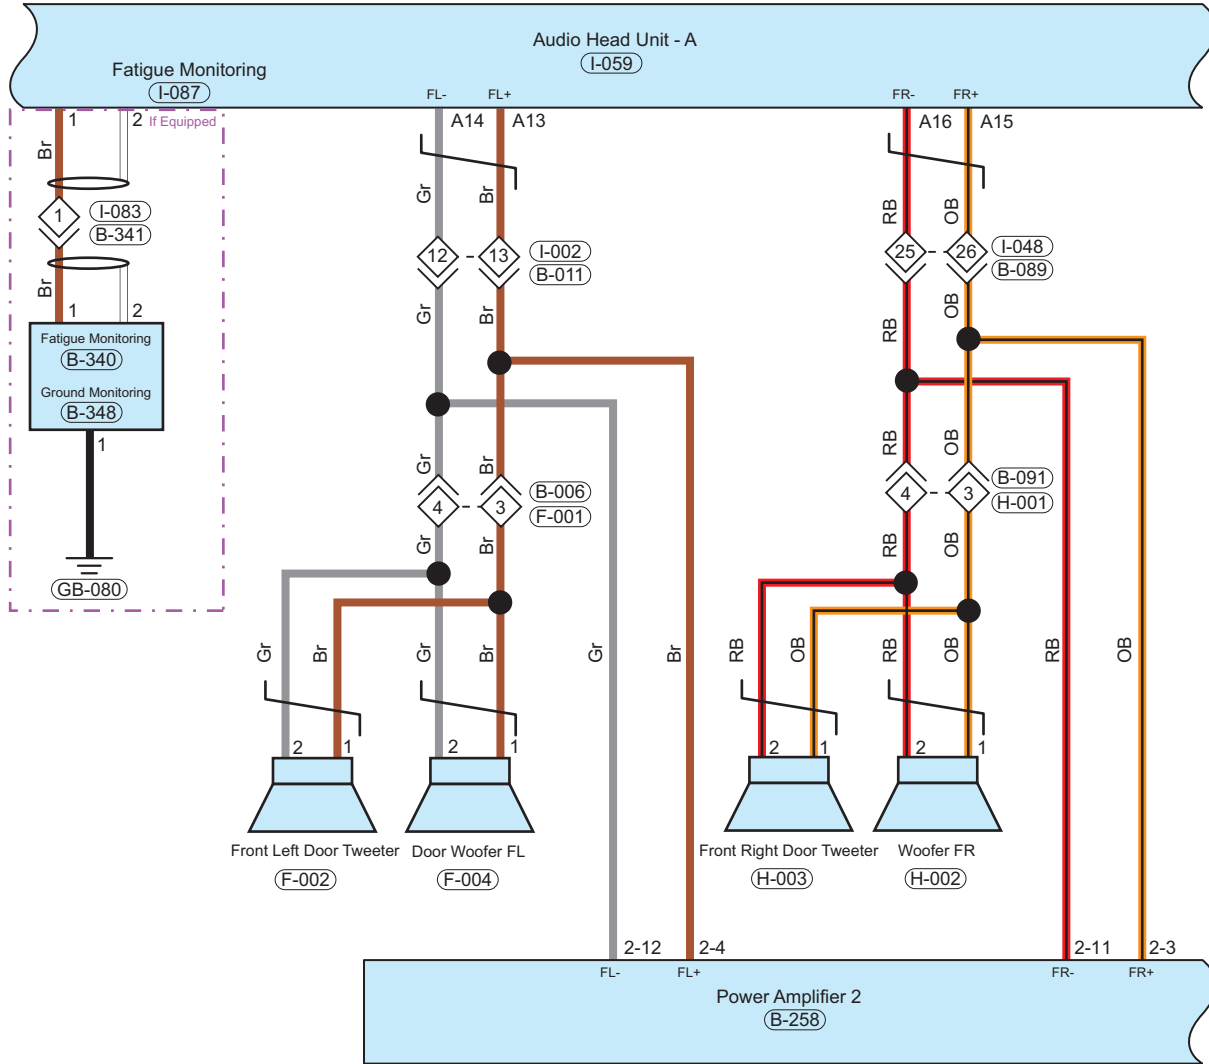 Audio Head Unit - A
I-059
Fatigue Monitoring
I-087
FL- FL+ FR- FR+
1 2 If Equipped A14 A13 A16 A15
Br Gr Br RB OB
1 I-083
B-341
12 13 I-002
B-011
25 26 I-048
B-089
Br Gr Br RB OB
1 2
Fatigue Monitoring
B-340
Ground Monitoring
B-348
1
Gr Br RB OB
4 3 B-006
F-001
4 3 B-091
H-001
Gr Br RB OB
GB-080
Gr Br Gr Br Gr Br RB OB RB OB RB OB
2 1 2 1 2 1 2 1
Front Left Door Tweeter Door Woofer FL Front Right Door Tweeter Woofer FR
F-002 F-004 H-003 H-002
2-12 2-4 2-11 2-3
FL- FL+ FR- FR+
Power Amplifier 2
B-258